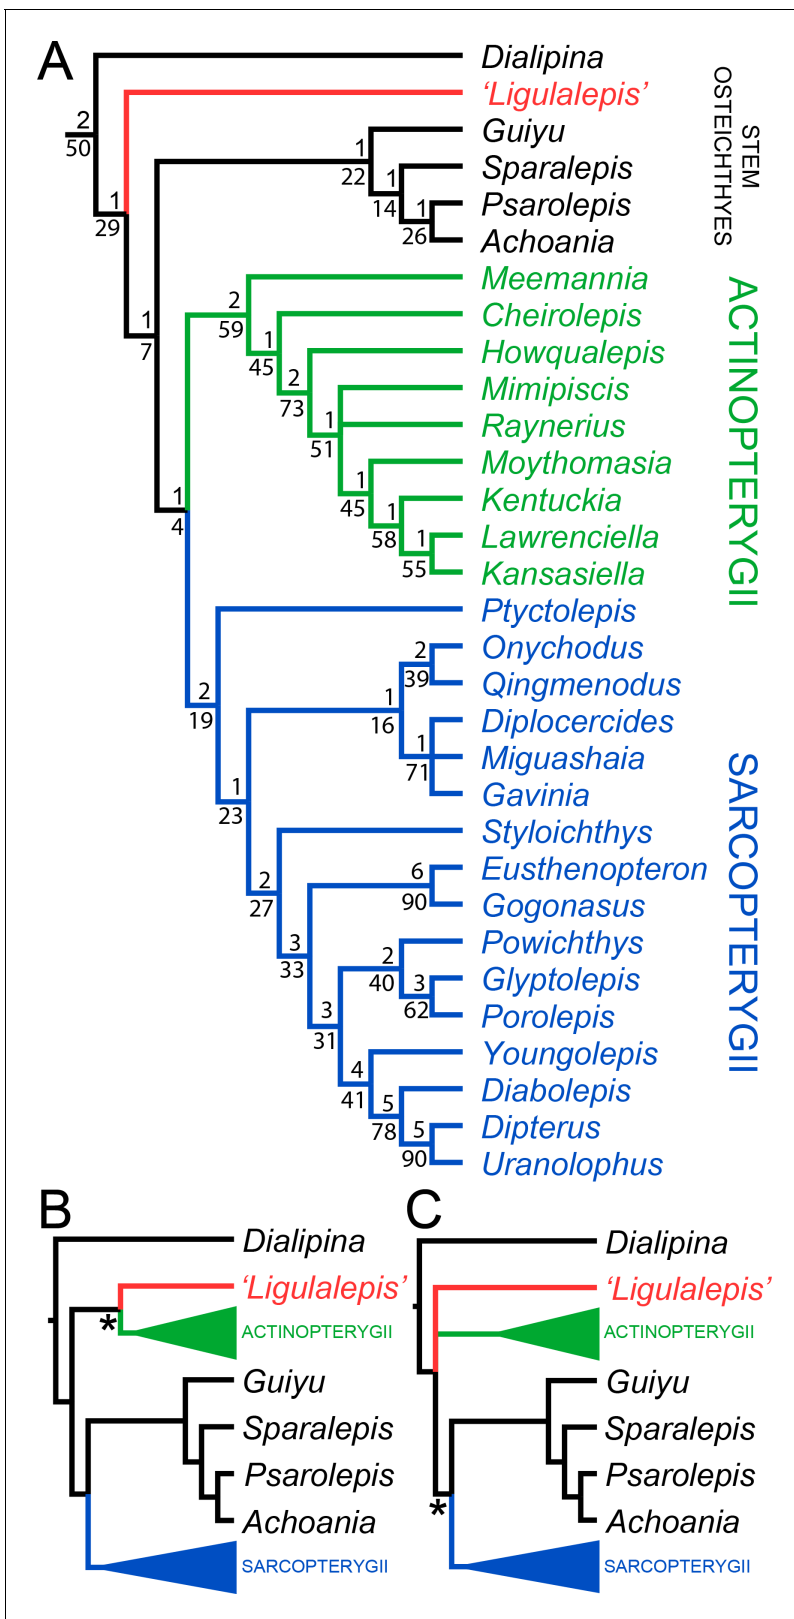 A
Dialipina
'Ligulalepis'
Guiyu
Sparalepis
Psarolepis
Achoania
STEM
OSTEICHTHYES
Meemannia
Cheirolepis
Howqualepis
Mimipiscis
Raynerius
Moythomasia
Kentuckia
Lawrenciella
Kansasiella
ACTINOPTERYGII
Ptyctolepis
Onychodus
Qingmenodus
Diplocercides
Miguashaia
Gavinia
Styloichthys
Eusthenopteron
Gogonasus
Powichthys
Glyptolepis
Porolepis
Youngolepis
Diabolepis
Dipterus
Uranolophus
SARCOPTERYGII
2
50
1
29
1
7
1
22
1
14
1
26
1
4
2
59
1
45
2
73
1
51
1
45
1
58
1
55
2
19
1
23
1
16
2
39
1
71
2
27
3
33
6
90
3
31
2
40
3
62
4
41
5
78
5
90
B
Dialipina
'Ligulalepis'
*
ACTINOPTERYGII
Guiyu
Sparalepis
Psarolepis
Achoania
SARCOPTERYGII
C
Dialipina
'Ligulalepis'
ACTINOPTERYGII
Guiyu
Sparalepis
Psarolepis
*
Achoania
SARCOPTERYGII